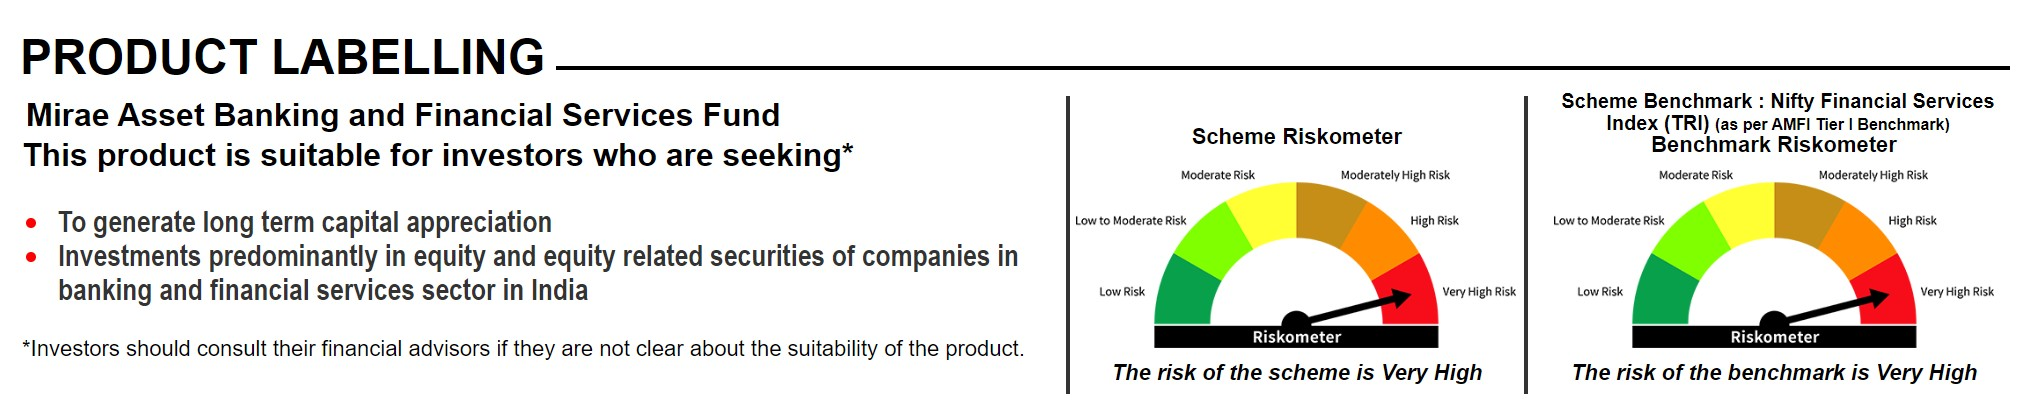 PRODUCT LABELLING
Mirae Asset Banking and Financial Services Fund
This product is suitable for investors who are seeking*
• To generate long term capital appreciation
• Investments predominantly in equity and equity related securities of companies in
banking and financial services sector in India
*Investors should consult their financial advisors if they are not clear about the suitability of the product.
Scheme Riskometer
Moderate Risk
Moderately High Risk
Low to Moderate Risk
High Risk
Low Risk
Very High Risk
Riskometer
The risk of the scheme is Very High
Scheme Benchmark : Nifty Financial Services
Index (TRI) (as per AMFI Tier I Benchmark)
Benchmark Riskometer
Moderate Risk
Moderately High Risk
Low to Moderate Risk
High Risk
Low Risk
Very High Risk
Riskometer
The risk of the benchmark is Very High